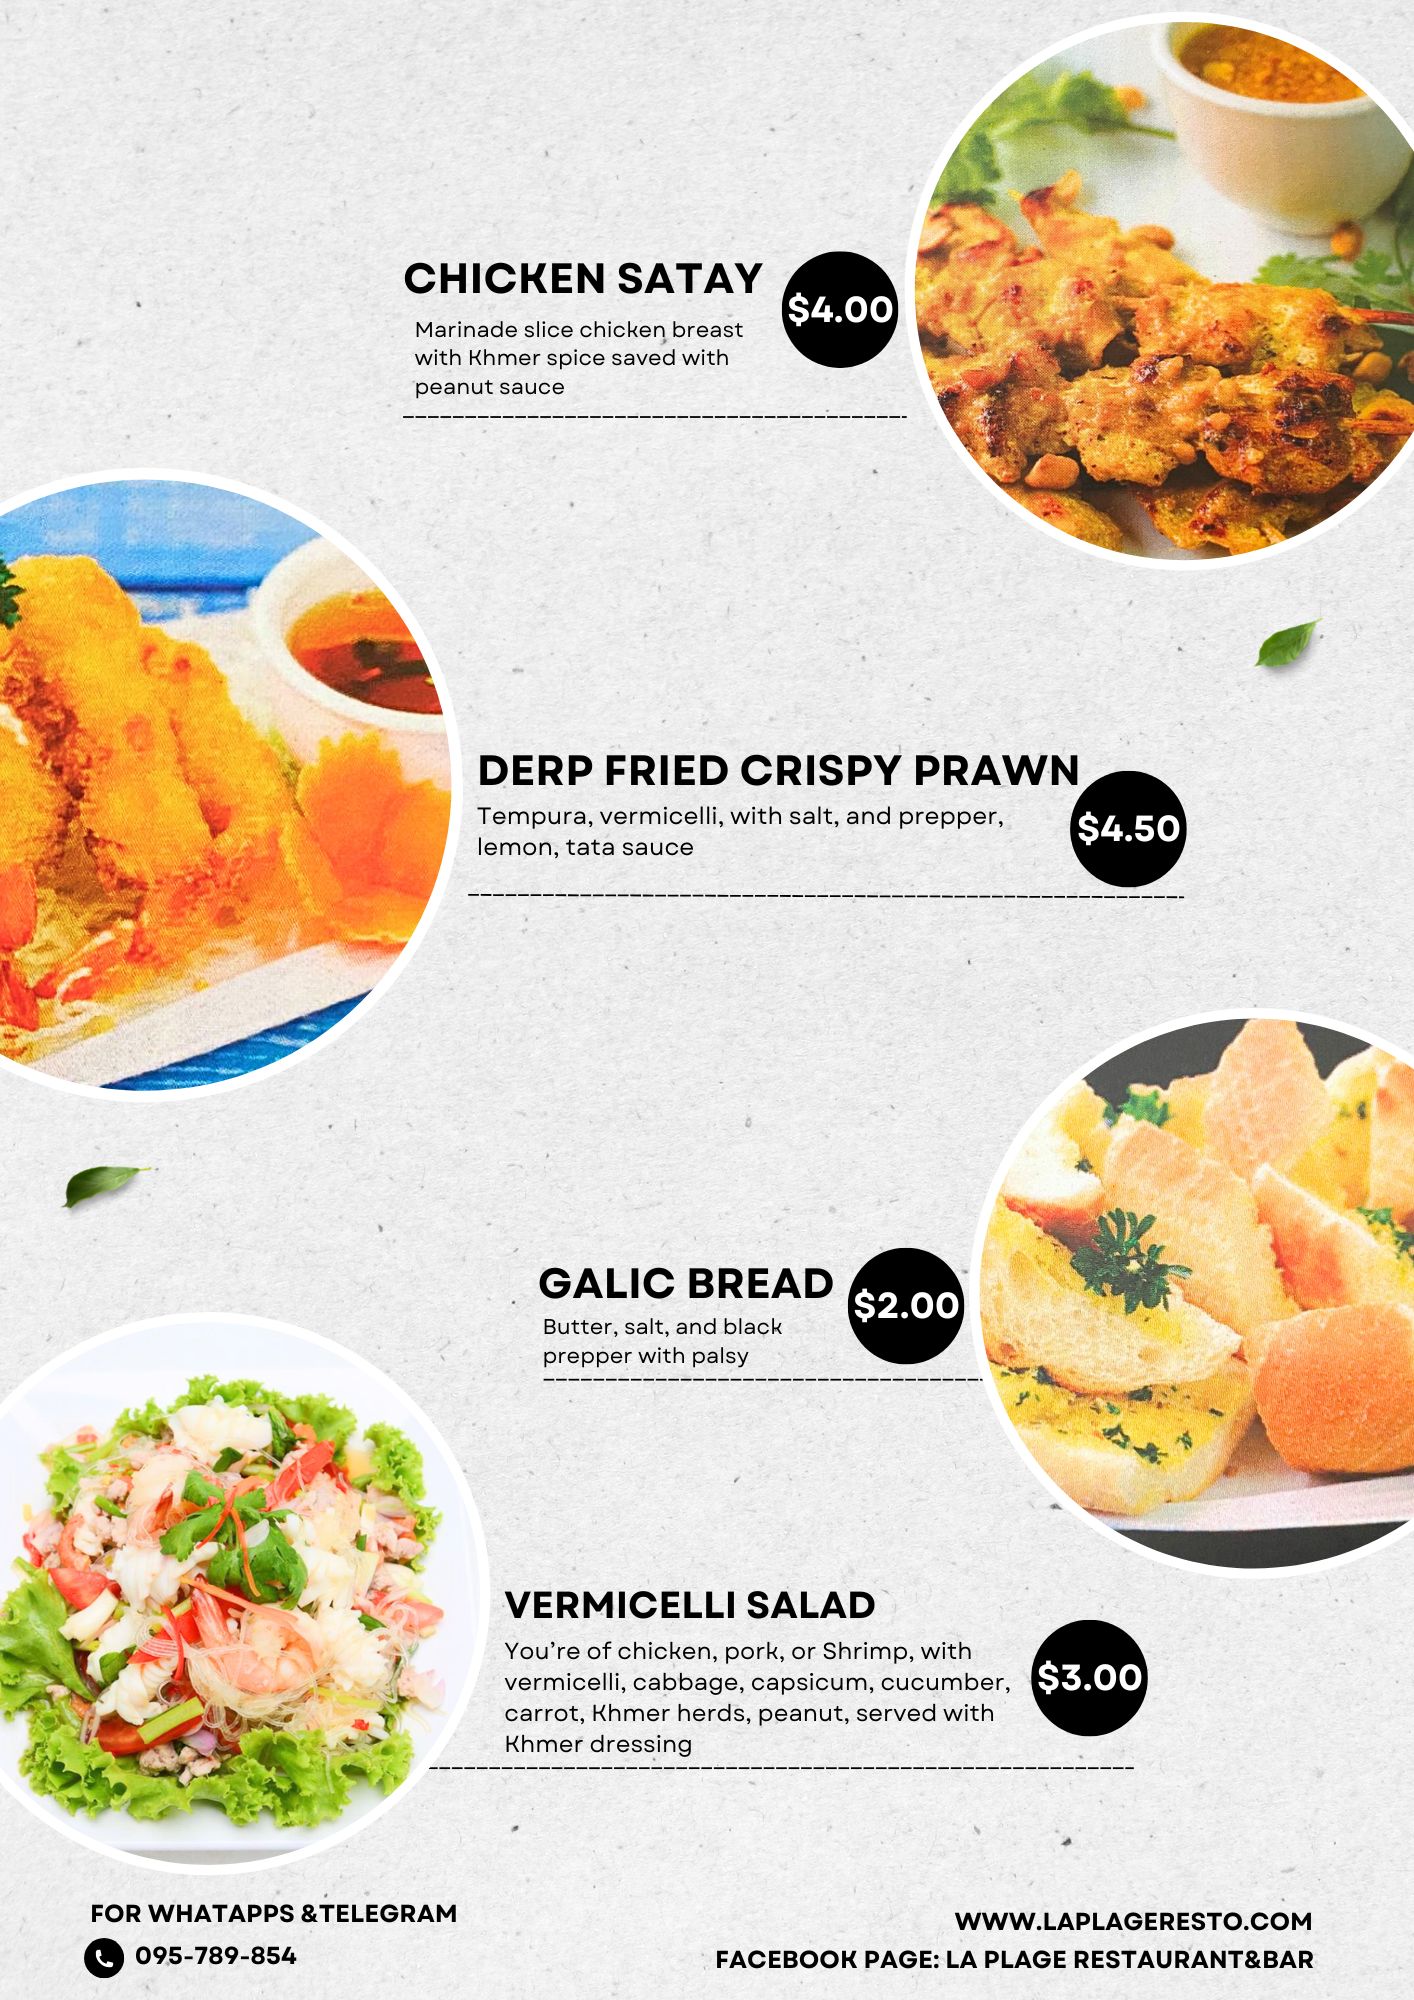 CHICKEN SATAY
$4.00
Marinade slice chicken breast
with Khmer spice saved with
peanut sauce
DERP FRIED CRISPY PRAWN
Tempura, vermicelli, with salt, and prepper,
lemon, tata sauce
$4.50
GALIC BREAD
$2.00
Butter, salt, and black
prepper with palsy
VERMICELLI SALAD
You’re of chicken, pork, or Shrimp, with
vermicelli, cabbage, capsicum, cucumber,
carrot, Khmer herds, peanut, served with
Khmer dressing
$3.00
FOR WHATAPPS &TELEGRAM
095-789-854
WWW.LAPLAGERESTO.COM
FACEBOOK PAGE: LA PLAGE RESTAURANT&BAR